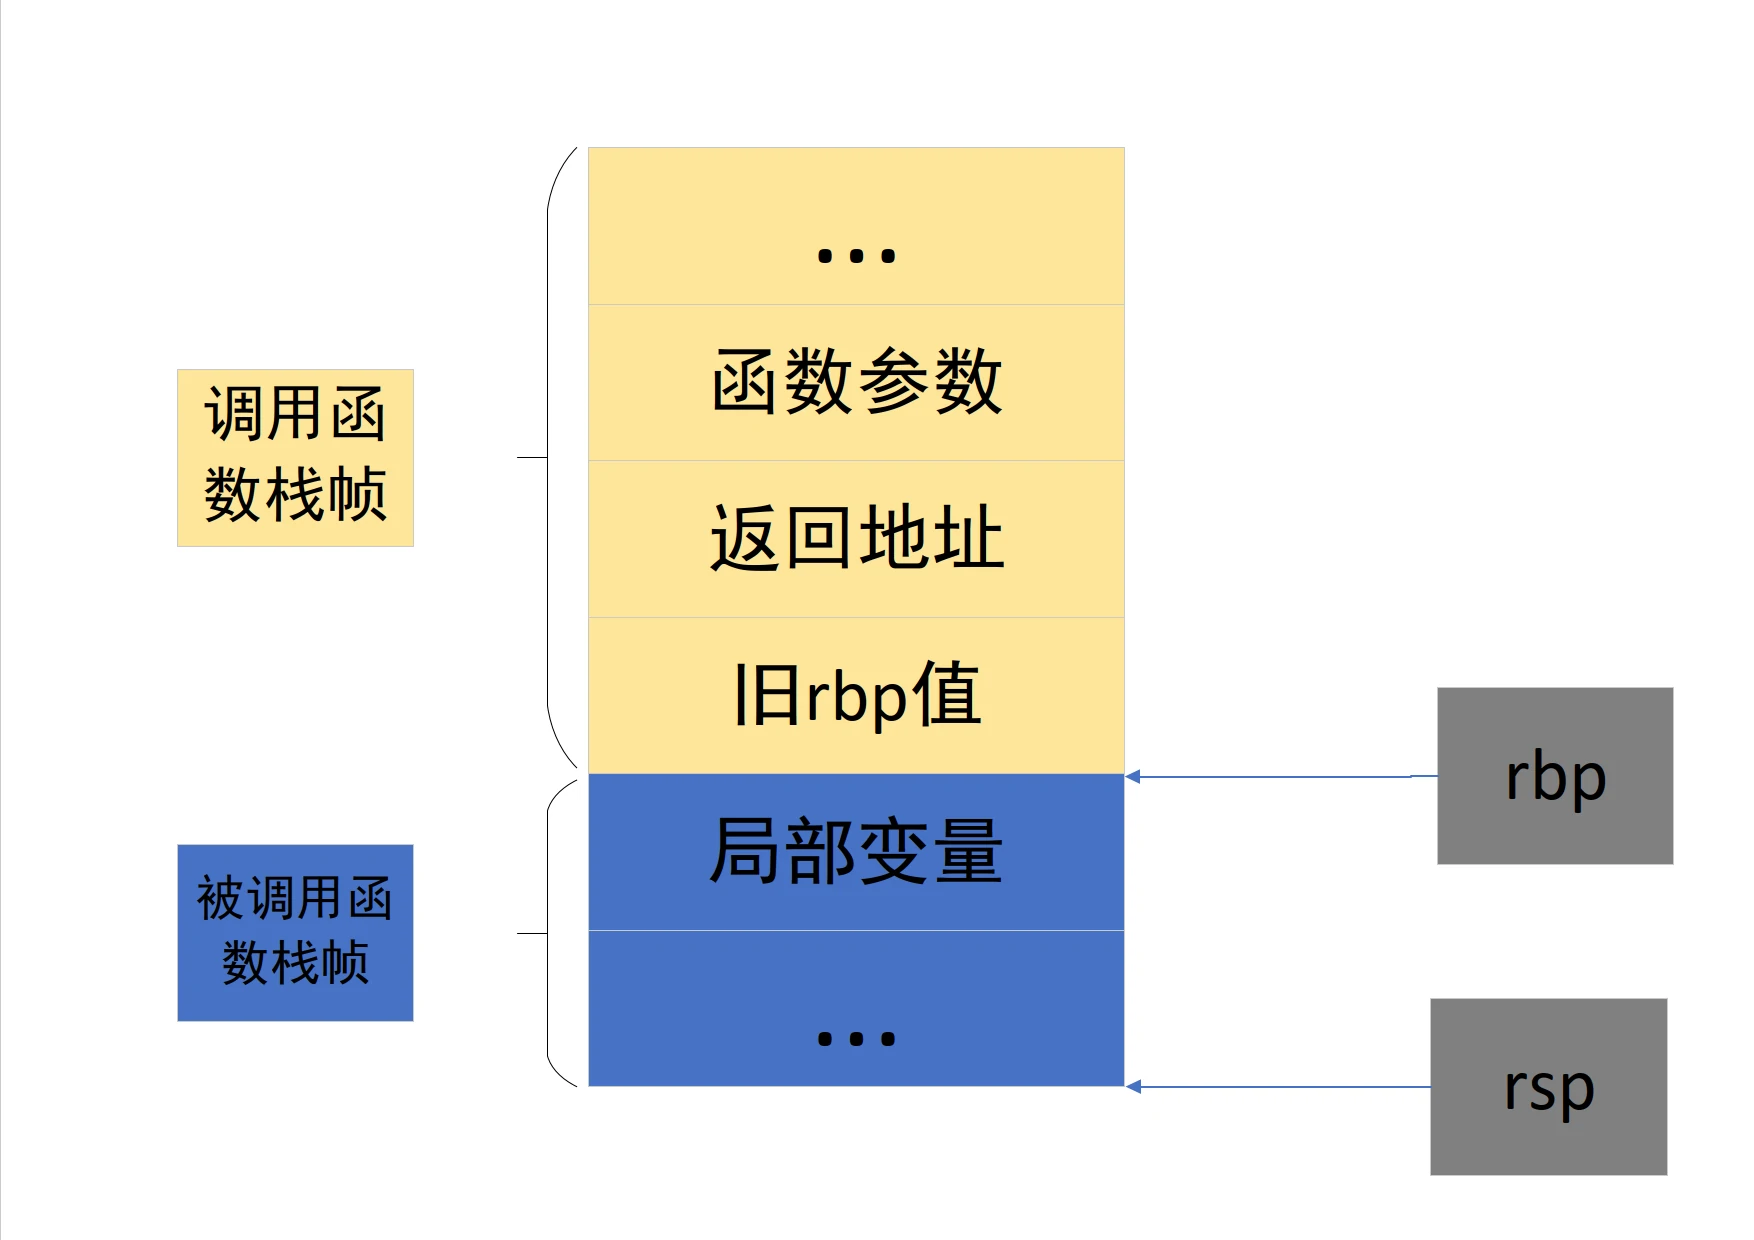 ...
函数参数
调用函
数栈帧
返回地址
旧rbp值
rbp
局部变量
被调用函
数栈帧
...
rsp